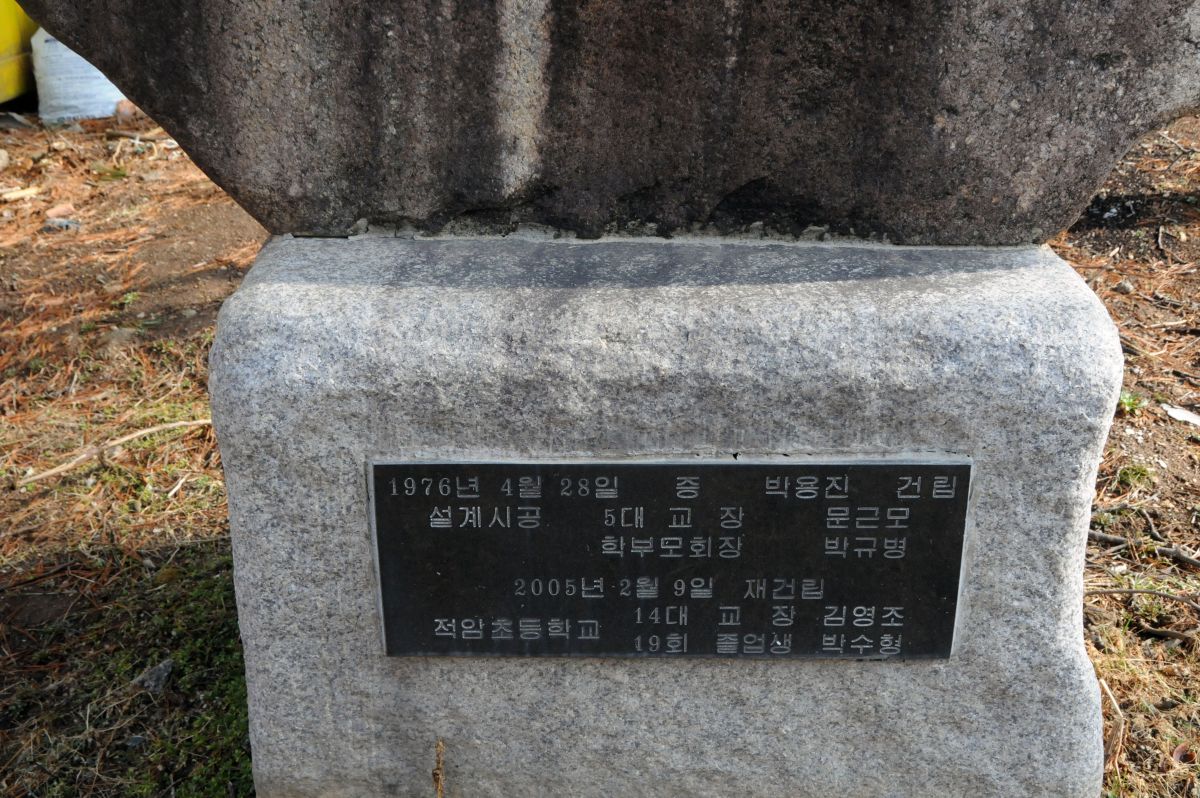 1976년 4월 28일 증 박용진 건립
설계시공 5대 교장 문근모
학부모회장 박규병
2005년 2월 9일 재건립
14대 교장 김영조
적암초등학교
19회 졸업생 박수형